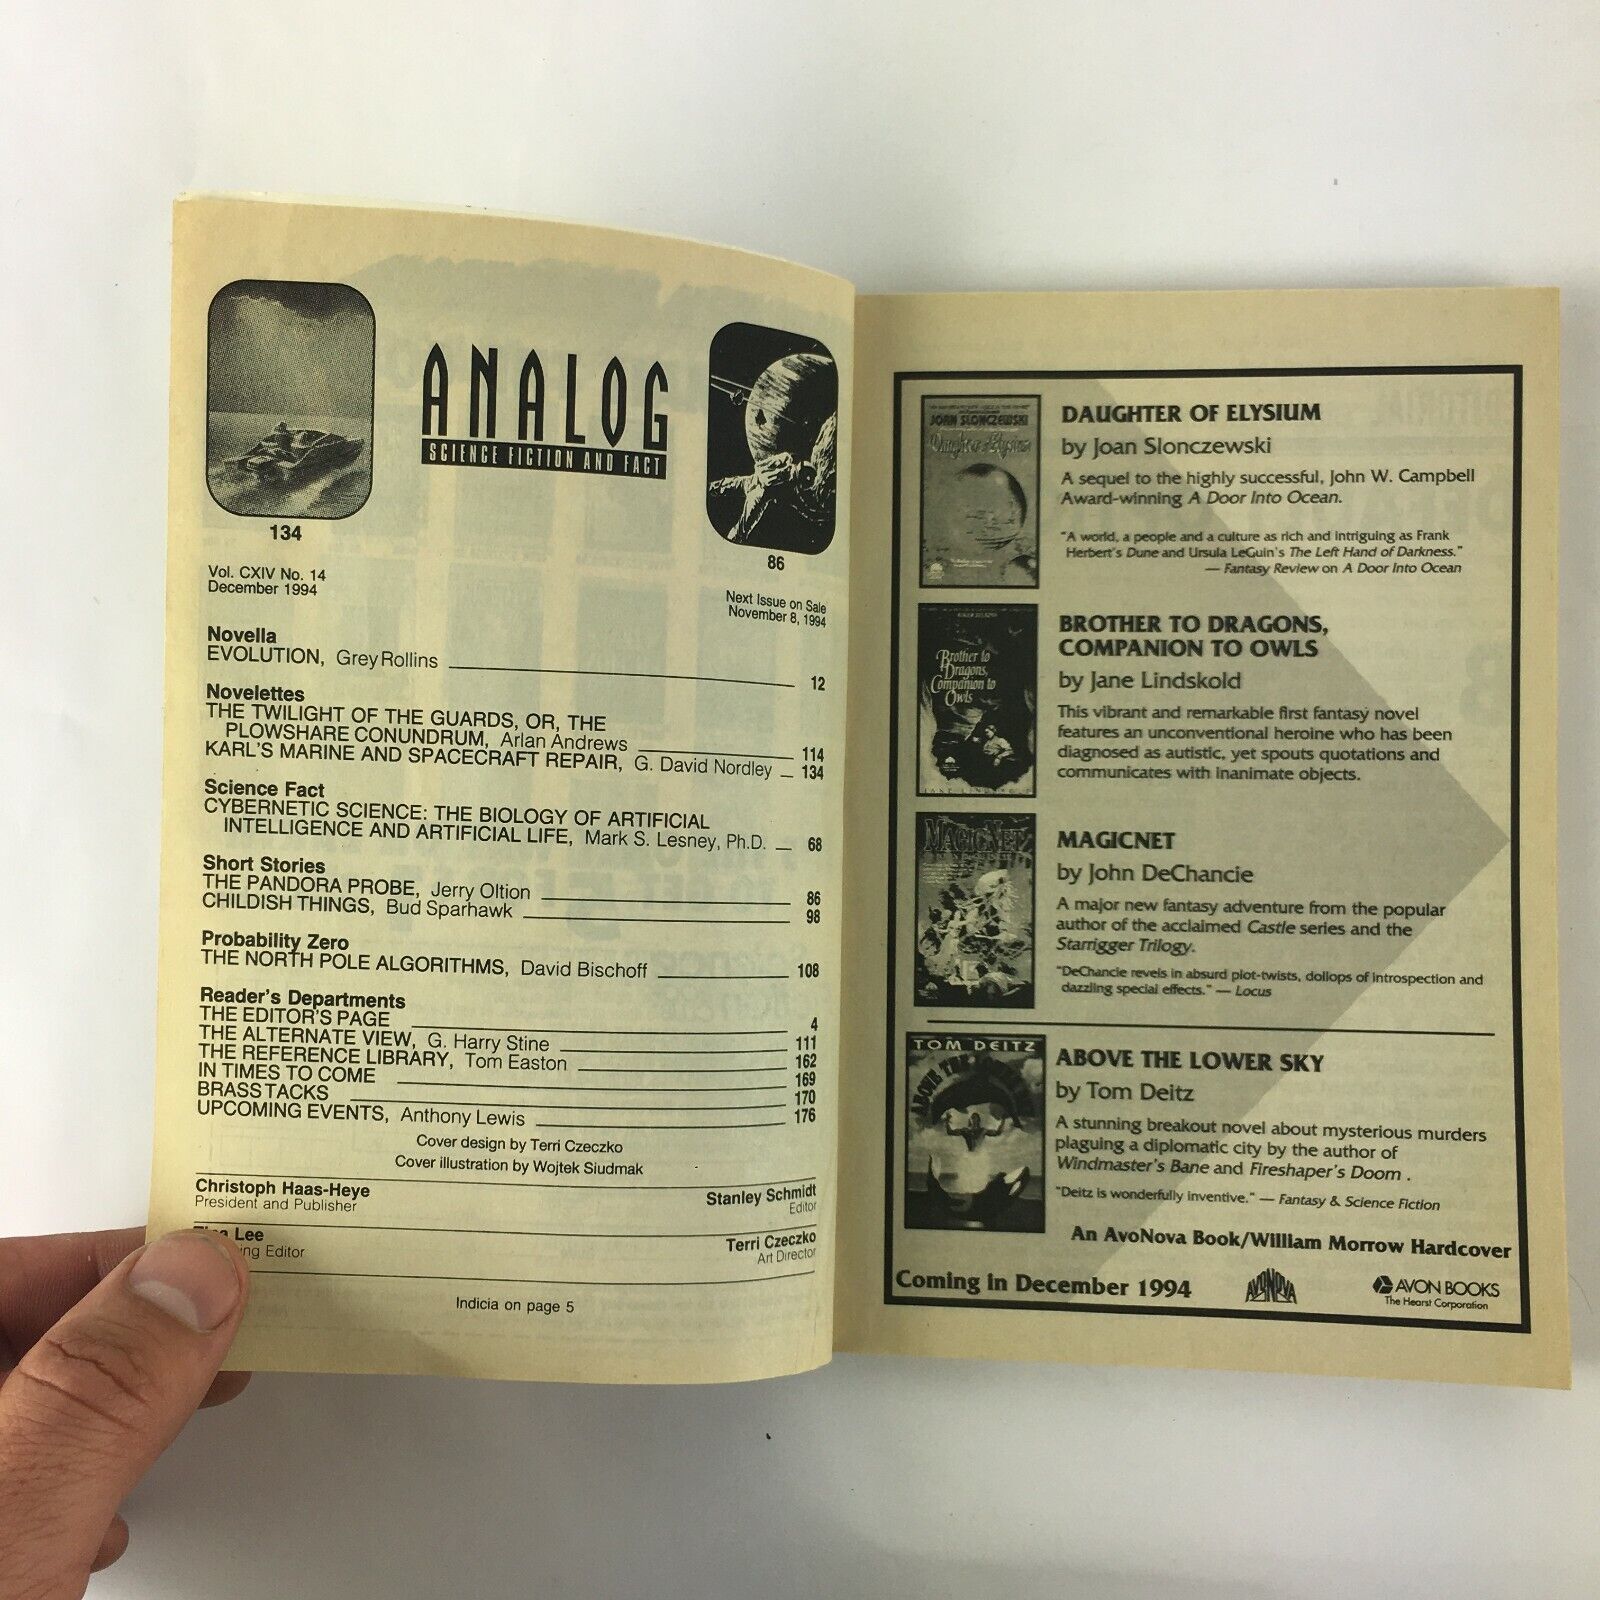 ANALOG
SCIENCE FICTION AND FACT
134
86
Vol. CXIV No. 14
December 1994
Next Issue on Sale
November 8, 1994
Novella
EVOLUTION, Grey Rollins 12
Novelettes
THE TWILIGHT OF THE GUARDS, OR, THE
PLOWSHARE CONUNDRUM, Arlan Andrews 114
KARL'S MARINE AND SPACECRAFT REPAIR, G. David Nordley 134
Science Fact
CYBERNETIC SCIENCE: THE BIOLOGY OF ARTIFICIAL
INTELLIGENCE AND ARTIFICIAL LIFE, Mark S. Lesney, Ph.D. 68
Short Stories
THE PANDORA PROBE, Jerry Oltion 86
CHILDISH THINGS, Bud Sparhawk 98
Probability Zero
THE NORTH POLE ALGORITHMS, David Bischoff 108
Reader's Departments
THE EDITOR'S PAGE 4
THE ALTERNATE VIEW, G. Harry Stine 111
THE REFERENCE LIBRARY, Tom Easton 162
IN TIMES TO COME 169
BRASS TACKS 170
UPCOMING EVENTS, Anthony Lewis 176
Cover design by Terri Czeczko
Cover illustration by Wojtek Siudmak
Christoph Haas-Heye
President and Publisher
Stanley Schmidt
Editor
Lee
Editor
Terri Czeczko
Art Director
Indicia on page 5
JOAN SLONCZEWSKI
Daughter of Elysium
DAUGHTER OF ELYSIUM
by Joan Slonczewski
A sequel to the highly successful, John W. Campbell
Award-winning A Door Into Ocean.
"A world, a people and a culture as rich and intriguing as Frank
Herbert's Dune and Ursula LeGuin's The Left Hand of Darkness."
— Fantasy Review on A Door Into Ocean
Brother to
Dragons,
Companion to
Owls
JANE LINDSKOLD
BROTHER TO DRAGONS,
COMPANION TO OWLS
by Jane Lindskold
This vibrant and remarkable first fantasy novel
features an unconventional heroine who has been
diagnosed as autistic, yet spouts quotations and
communicates with inanimate objects.
MAGICNET
MAGICNET
by John DeChancie
A major new fantasy adventure from the popular
author of the acclaimed Castle series and the
Starrigger Trilogy.
"DeChancie revels in absurd plot-twists, dollops of introspection and
dazzling special effects." — Locus
TOM DEITZ
ABOVE THE
ABOVE THE LOWER SKY
by Tom Deitz
A stunning breakout novel about mysterious murders
plaguing a diplomatic city by the author of
Windmaster's Bane and Fireshaper's Doom .
"Deitz is wonderfully inventive." — Fantasy & Science Fiction
An AvoNova Book/William Morrow Hardcover
Coming in December 1994
AVONOVA
AVON BOOKS
The Hearst Corporation